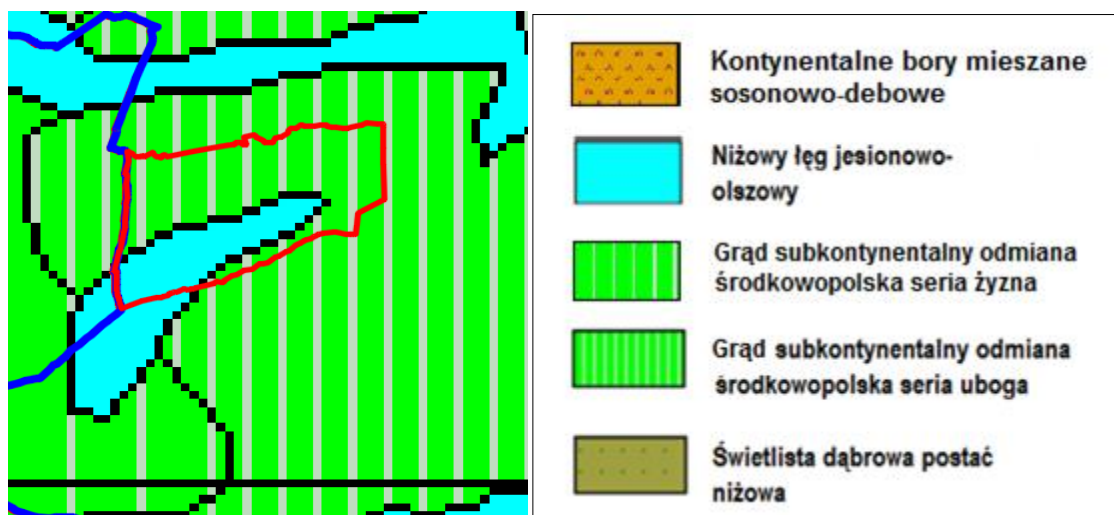 Kontynentalne bory mieszane
sosonowo-debowe
Niżowy łęg jesionowo-
olszowy
Grąd subkontynentalny odmiana
środkowopolska seria żyzna
Grąd subkontynentalny odmiana
środkowopolska seria uboga
Świetlista dąbrowa postać
niżowa